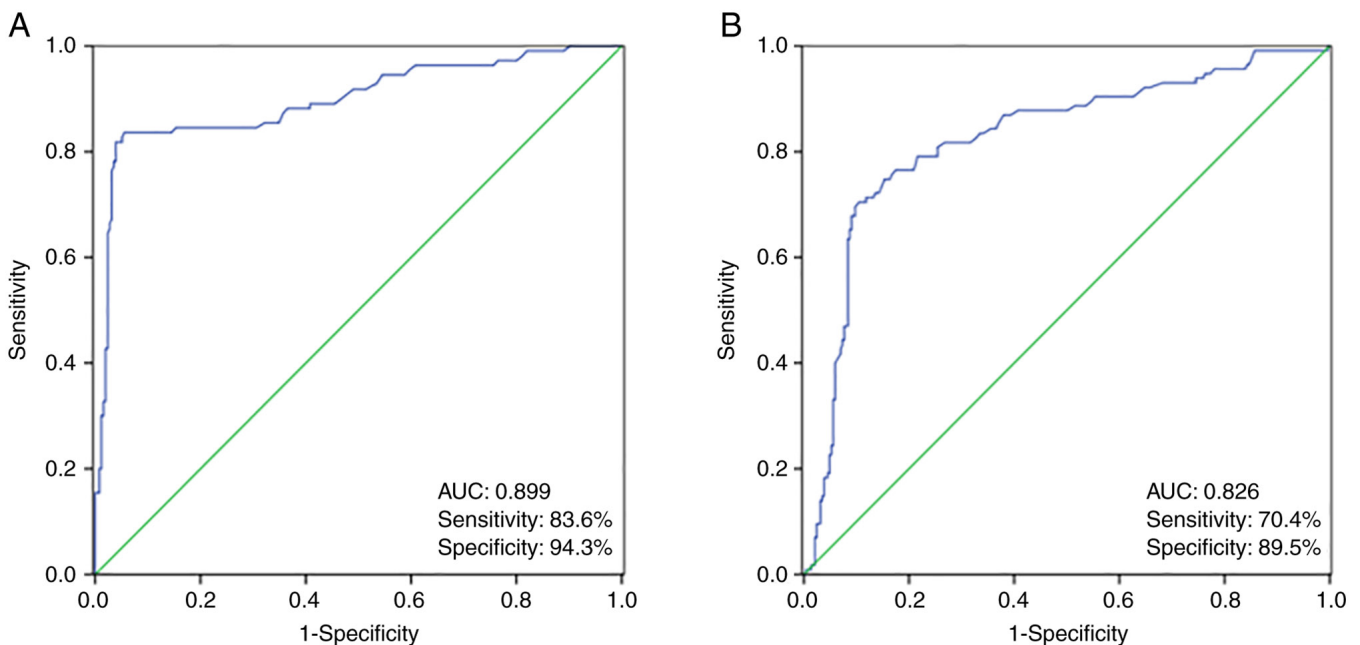 A
1.0
0.8
0.6
0.4
0.2
0.0
Sensitivity
AUC: 0.899
Sensitivity: 83.6%
Specificity: 94.3%
0.0 0.2 0.4 0.6 0.8 1.0
1-Specificity
B
1.0
0.8
0.6
0.4
0.2
0.0
Sensitivity
AUC: 0.826
Sensitivity: 70.4%
Specificity: 89.5%
0.0 0.2 0.4 0.6 0.8 1.0
1-Specificity